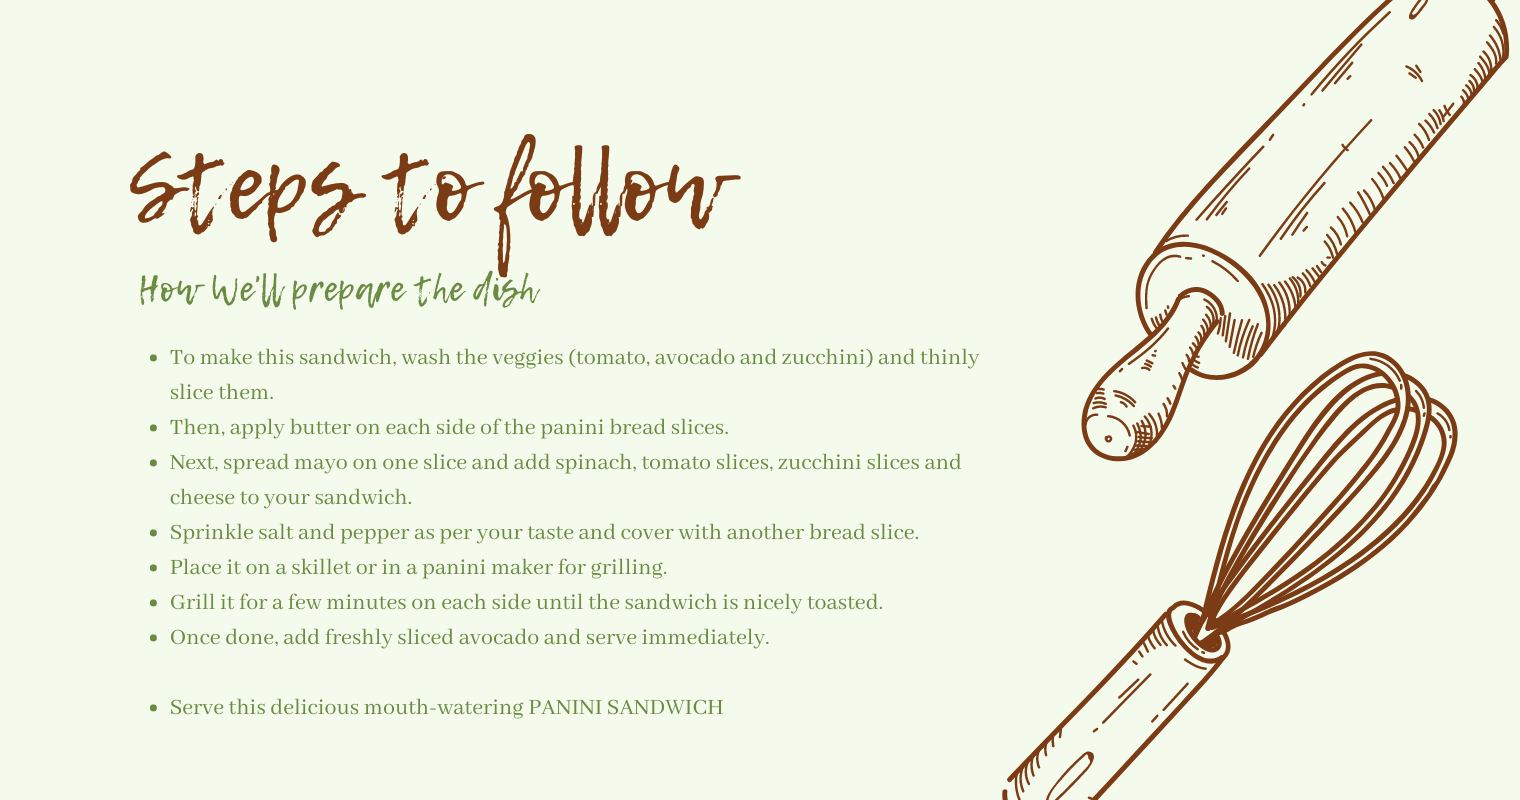 Steps to follow
How We'll prepare the dish
• To make this sandwich, wash the veggies (tomato, avocado and zucchini) and thinly
slice them.
• Then, apply butter on each side of the panini bread slices.
• Next, spread mayo on one slice and add spinach, tomato slices, zucchini slices and
cheese to your sandwich.
• Sprinkle salt and pepper as per your taste and cover with another bread slice.
• Place it on a skillet or in a panini maker for grilling.
• Grill it for a few minutes on each side until the sandwich is nicely toasted.
• Once done, add freshly sliced avocado and serve immediately.
• Serve this delicious mouth-watering PANINI SANDWICH